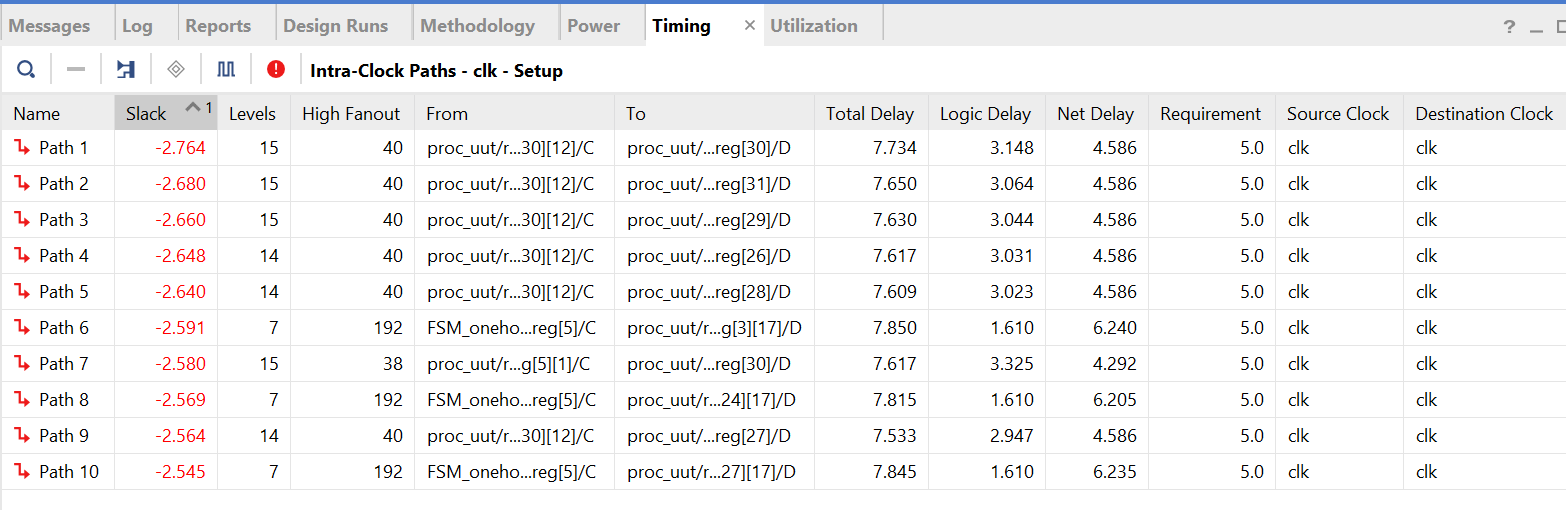 Messages Log Reports Design Runs Methodology Power Timing × Utilization ? _
Intra-Clock Paths - clk - Setup
Name Slack 1 Levels High Fanout From To Total Delay Logic Delay Net Delay Requirement Source Clock Destination Clock
Path 1 -2.764 15 40 proc_uut/r...30][12]/C proc_uut/...reg[30]/D 7.734 3.148 4.586 5.0 clk clk
Path 2 -2.680 15 40 proc_uut/r...30][12]/C proc_uut/...reg[31]/D 7.650 3.064 4.586 5.0 clk clk
Path 3 -2.660 15 40 proc_uut/r...30][12]/C proc_uut/...reg[29]/D 7.630 3.044 4.586 5.0 clk clk
Path 4 -2.648 14 40 proc_uut/r...30][12]/C proc_uut/...reg[26]/D 7.617 3.031 4.586 5.0 clk clk
Path 5 -2.640 14 40 proc_uut/r...30][12]/C proc_uut/...reg[28]/D 7.609 3.023 4.586 5.0 clk clk
Path 6 -2.591 7 192 FSM_oneho...reg[5]/C proc_uut/r...g[3][17]/D 7.850 1.610 6.240 5.0 clk clk
Path 7 -2.580 15 38 proc_uut/r...g[5][1]/C proc_uut/...reg[30]/D 7.617 3.325 4.292 5.0 clk clk
Path 8 -2.569 7 192 FSM_oneho...reg[5]/C proc_uut/r...24][17]/D 7.815 1.610 6.205 5.0 clk clk
Path 9 -2.564 14 40 proc_uut/r...30][12]/C proc_uut/...reg[27]/D 7.533 2.947 4.586 5.0 clk clk
Path 10 -2.545 7 192 FSM_oneho...reg[5]/C proc_uut/r...27][17]/D 7.845 1.610 6.235 5.0 clk clk